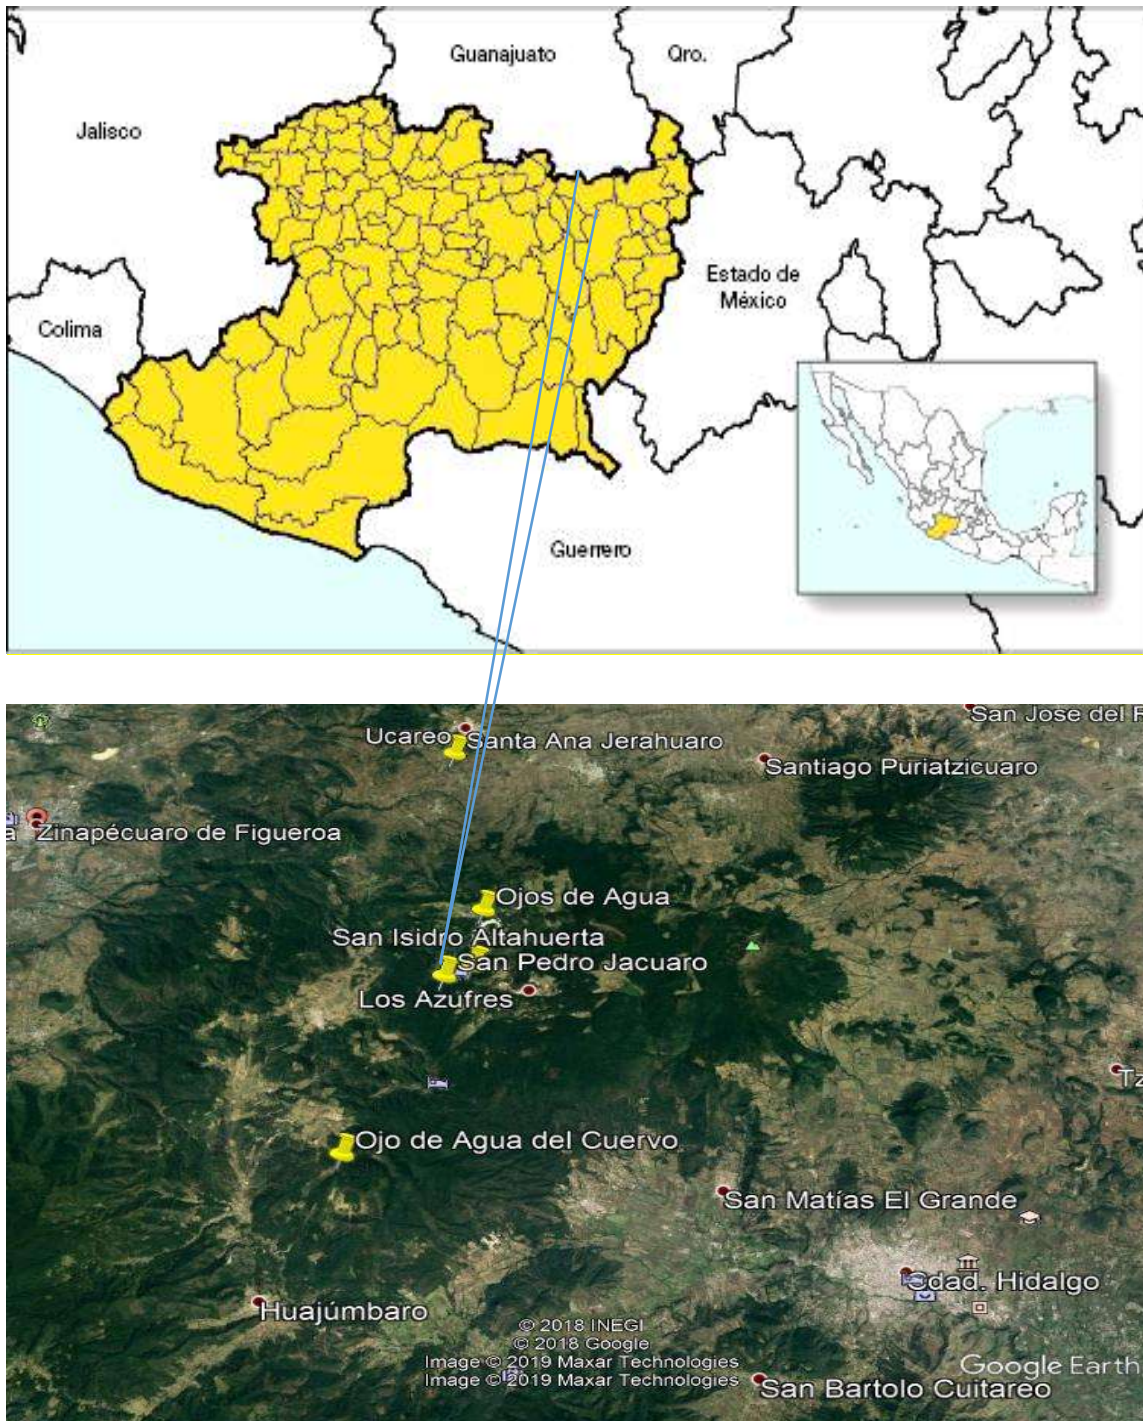 Guanajuato
Qro.
Jalisco
Estado de
México
Colima
Guerrero
San Jose del
Ucareo
Santa Ana Jerahuaro
Santiago Puriatzicuaro
a
Zinapécuaro de Figueroa
Ojos de Agua
San Isidro Altahuerta
San Pedro Jacuaro
Los Azufres
Tz
Ojo de Agua del Cuervo
San Matías El Grande
Cdad. Hidalgo
Huajúmbaro
© 2018 INEGI
© 2018 Google
Image © 2019 Maxar Technologies
Image © 2019 Maxar Technologies
Google Earth
San Bartolo Cuitareo